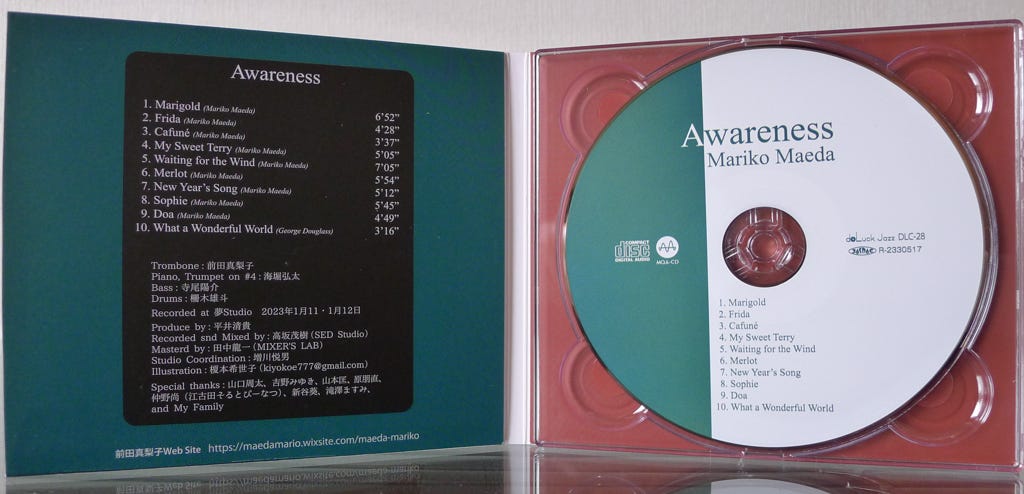 Awareness
1. Marigold (Mariko Maeda) 6'52"
2. Frida (Mariko Maeda) 4'28"
3. Cafuné (Mariko Maeda) 3'37"
4. My Sweet Terry (Mariko Maeda) 5'05"
5. Waiting for the Wind (Mariko Maeda) 7'05"
6. Merlot (Mariko Maeda) 5'54"
7. New Year's Song (Mariko Maeda) 5'12"
8. Sophie (Mariko Maeda) 5'45"
9. Doa (Mariko Maeda) 4'49"
10. What a Wonderful World (George Douglass) 3'16"
Trombone : 前田真梨子
Piano, Trumpet on #4 : 海堀弘太
Bass : 寺尾陽介
Drums : 柵木雄斗
Recorded at 夢Studio 2023年1月11・1月12日
Produce by : 平井清貴
Recorded snd Mixed by : 高坂茂樹 (SED Studio)
Masterd by : 田中龍一 (MIXER'S LAB)
Studio Coordination : 増川悦男
Illustration : 榎本希世子 (kiyokoe777@gmail.com)
Special thanks : 山口周太、吉野みゆき、山本匡、原朋直、
仲野尚 (江古田そるとぴーなつ)、新谷葵、滝澤ますみ、
and My Family
前田真梨子Web Site https://maedamario.wixsite.com/maeda-mariko
Awareness
Mariko Maeda
COMPACT
disc
DIGITAL AUDIO
MQA-CD
doLuck Jazz DLC-28
R-2330517
1. Marigold
2. Frida
3. Cafuné
4. My Sweet Terry
5. Waiting for the Wind
6. Merlot
7. New Year's Song
8. Sophie
9. Doa
10. What a Wonderful World